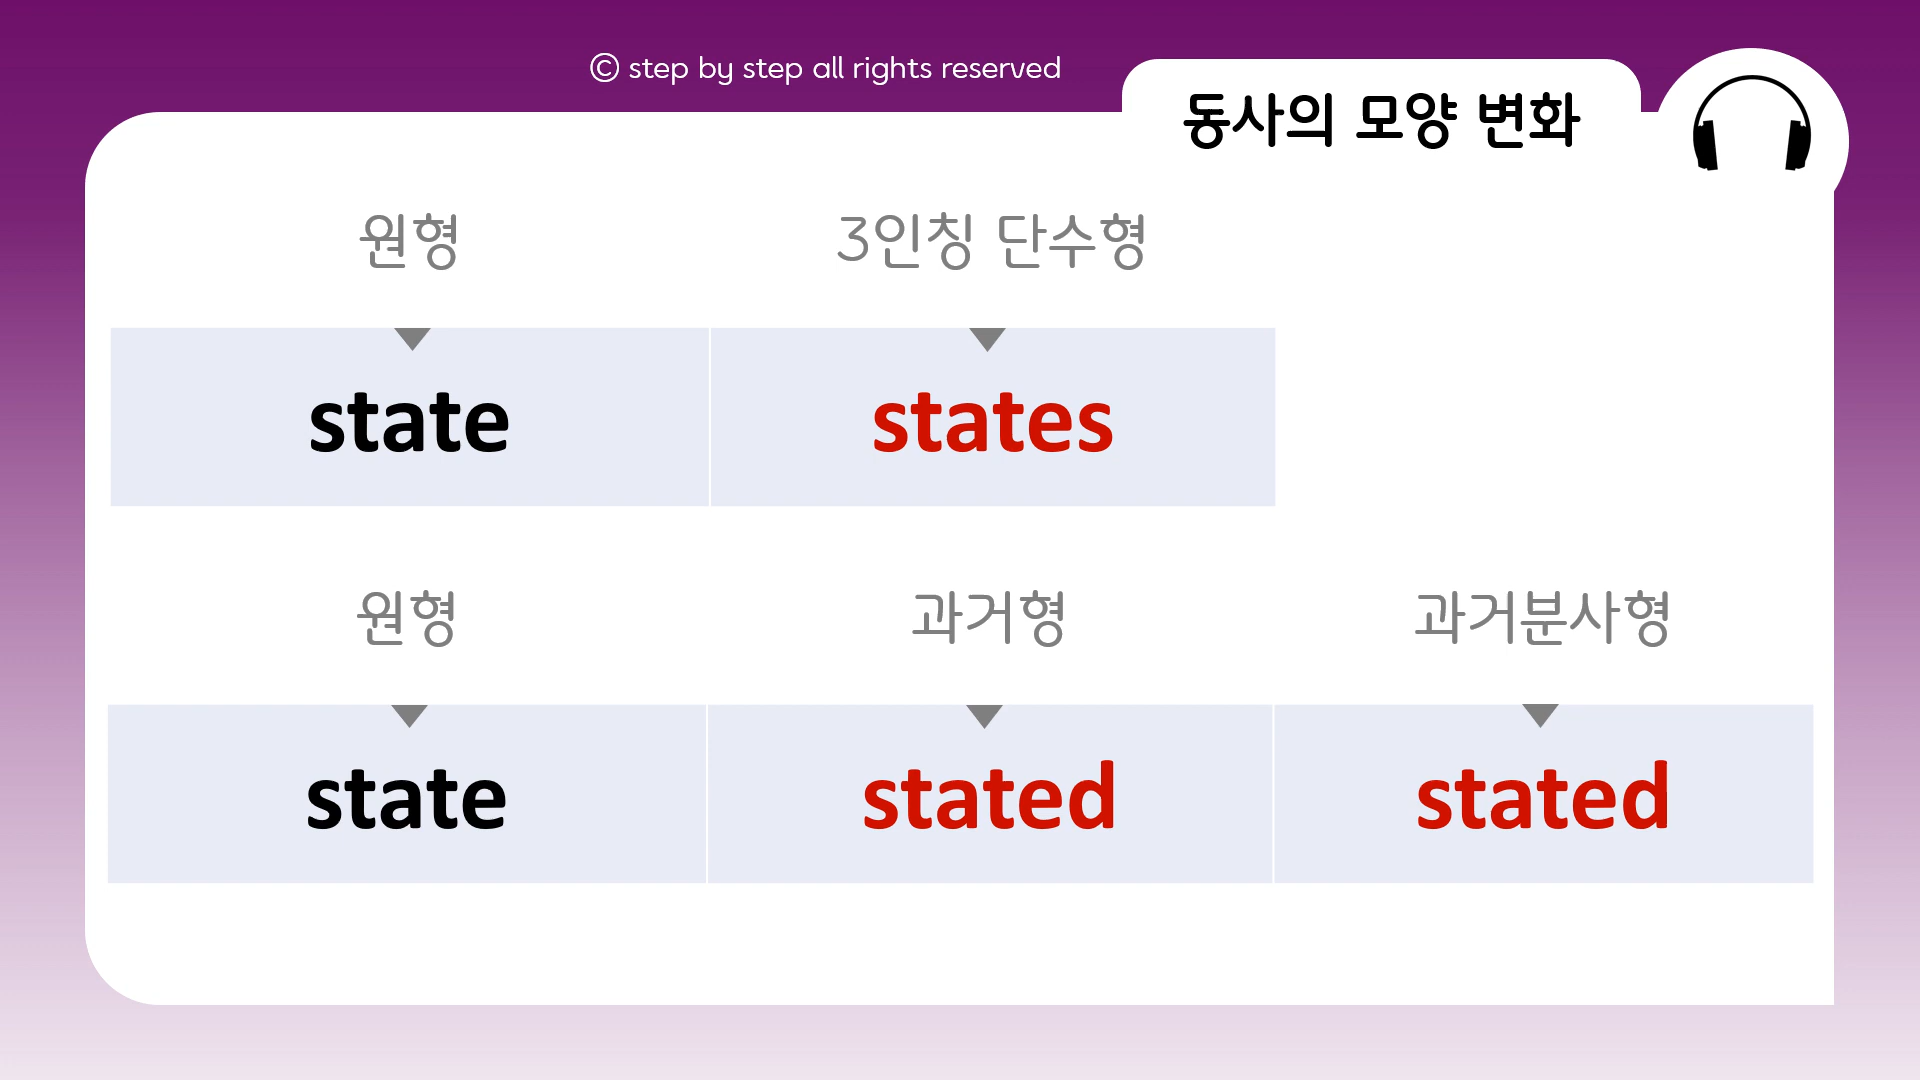 © step by step all rights reserved
동사의 모양 변화
원형 3인칭 단수형
state states
원형 과거형 과거분사형
state stated stated